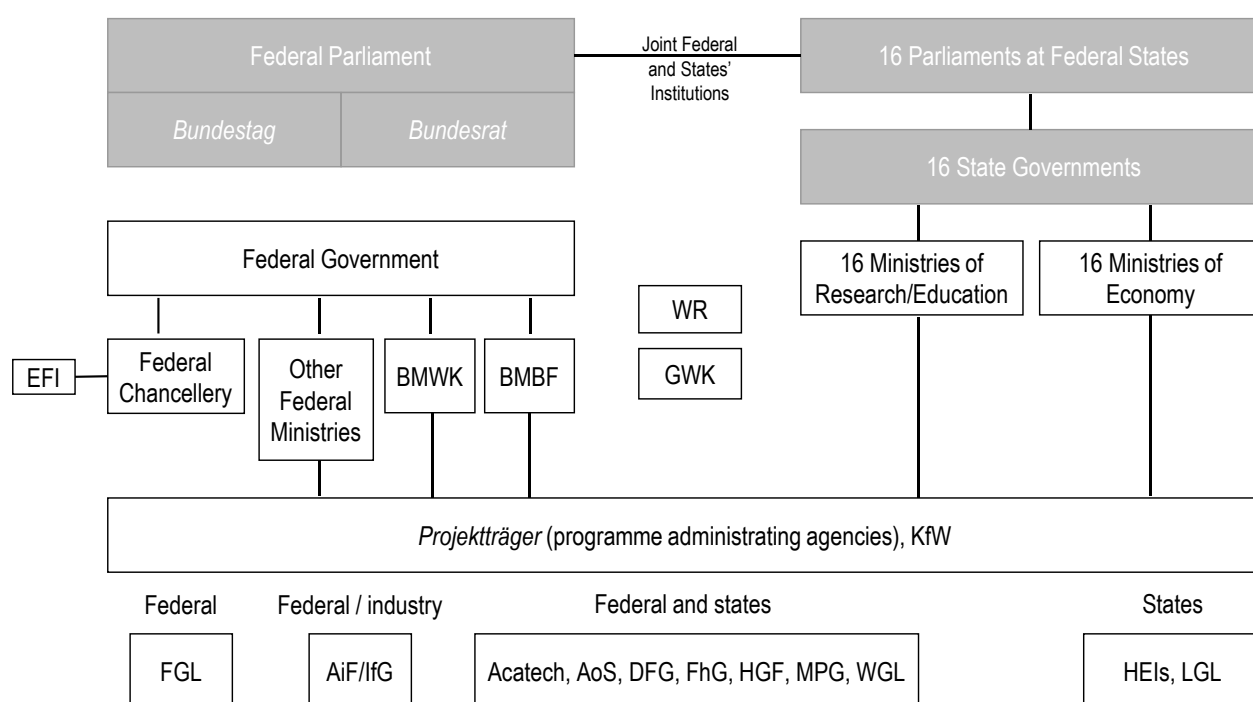 Federal Parliament
Joint Federal
and States'
Institutions
16 Parliaments at Federal States
Bundestag
Bundesrat
16 State Governments
Federal Government
16 Ministries of
Research/Education
16 Ministries of
Economy
WR
GWK
EFI
Federal
Chancellery
Other
Federal
Ministries
BMWK
BMBF
Projektträger (programme administrating agencies), KfW
Federal
Federal / industry
Federal and states
States
FGL
AiF/IfG
Acatech, AoS, DFG, FhG, HGF, MPG, WGL
HEIs, LGL